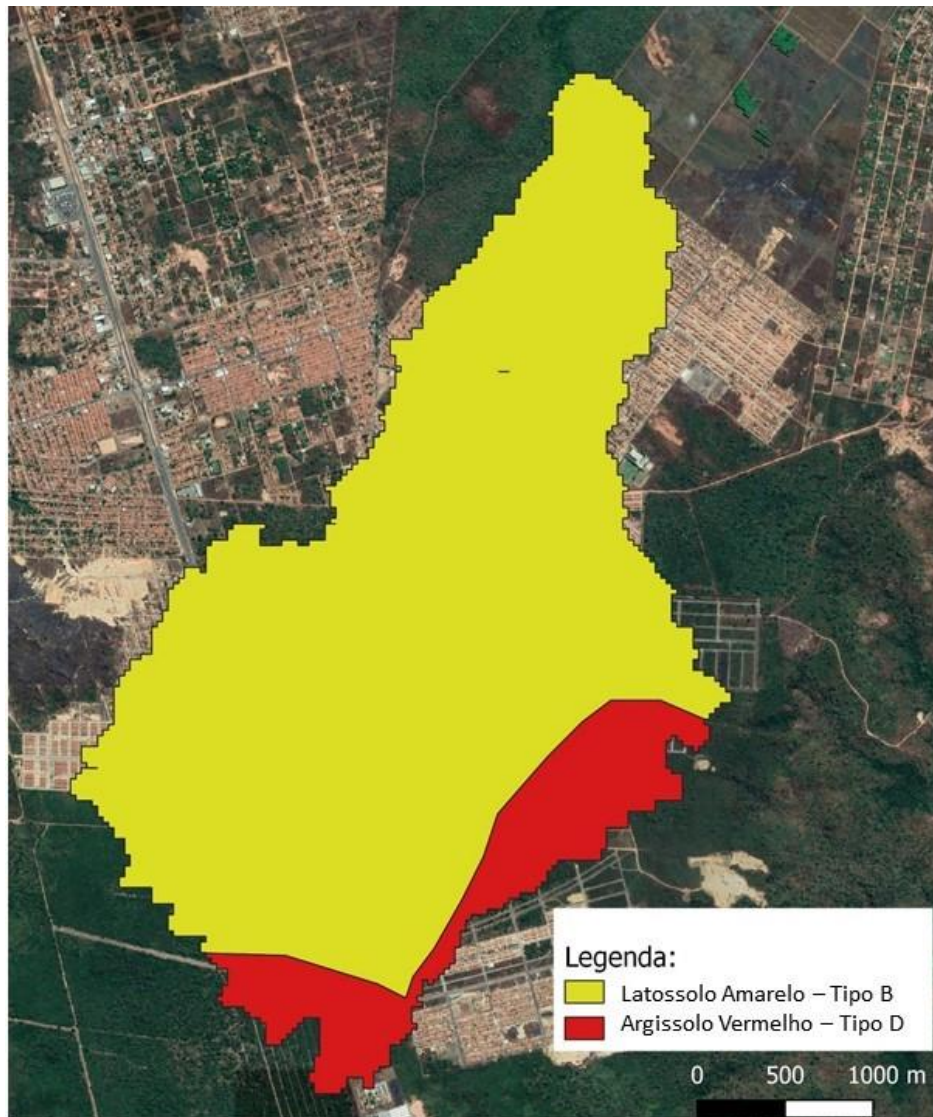 Legenda:
Latossolo Amarelo – Tipo B
Argissolo Vermelho – Tipo D
0 500 1000 m